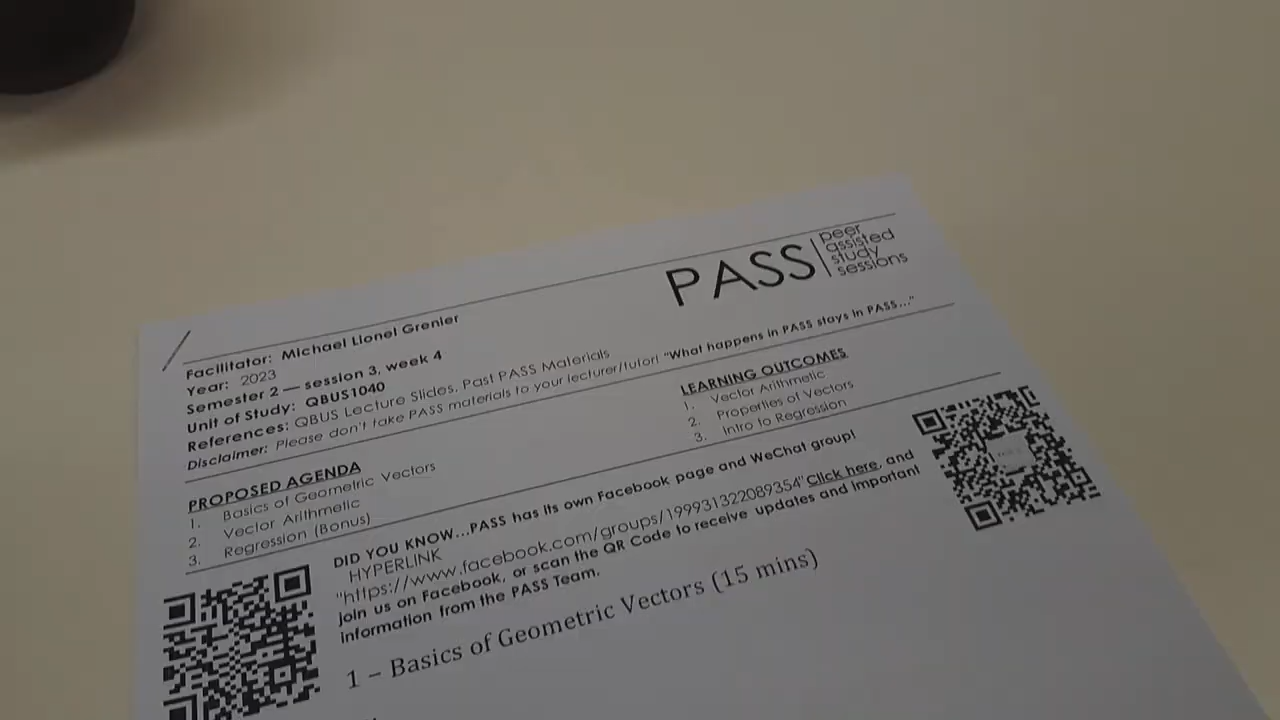 PASS
peer
assisted
study
sessions
Facilitator: Michael Lionel Grenier
Year: 2023
Semester 2 — session 3, week 4
Unit of Study: QBUS1040
References: QBUS Lecture Slides, Past PASS Materials
Disclaimer: Please don't take PASS materials to your lecturer/tutor! "What happens in PASS stays in PASS..."
PROPOSED AGENDA
1. Basics of Geometric Vectors
2. Vector Arithmetic
3. Regression (Bonus)
LEARNING OUTCOMES
1. Vector Arithmetic
2. Properties of Vectors
3. Intro to Regression
DID YOU KNOW...PASS has its own Facebook page and WeChat group!
HYPERLINK
"https://www.facebook.com/groups/199931322089354" Click here, and
join us on Facebook, or scan the QR Code to receive updates and important
information from the PASS Team.
1 – Basics of Geometric Vectors (15 mins)